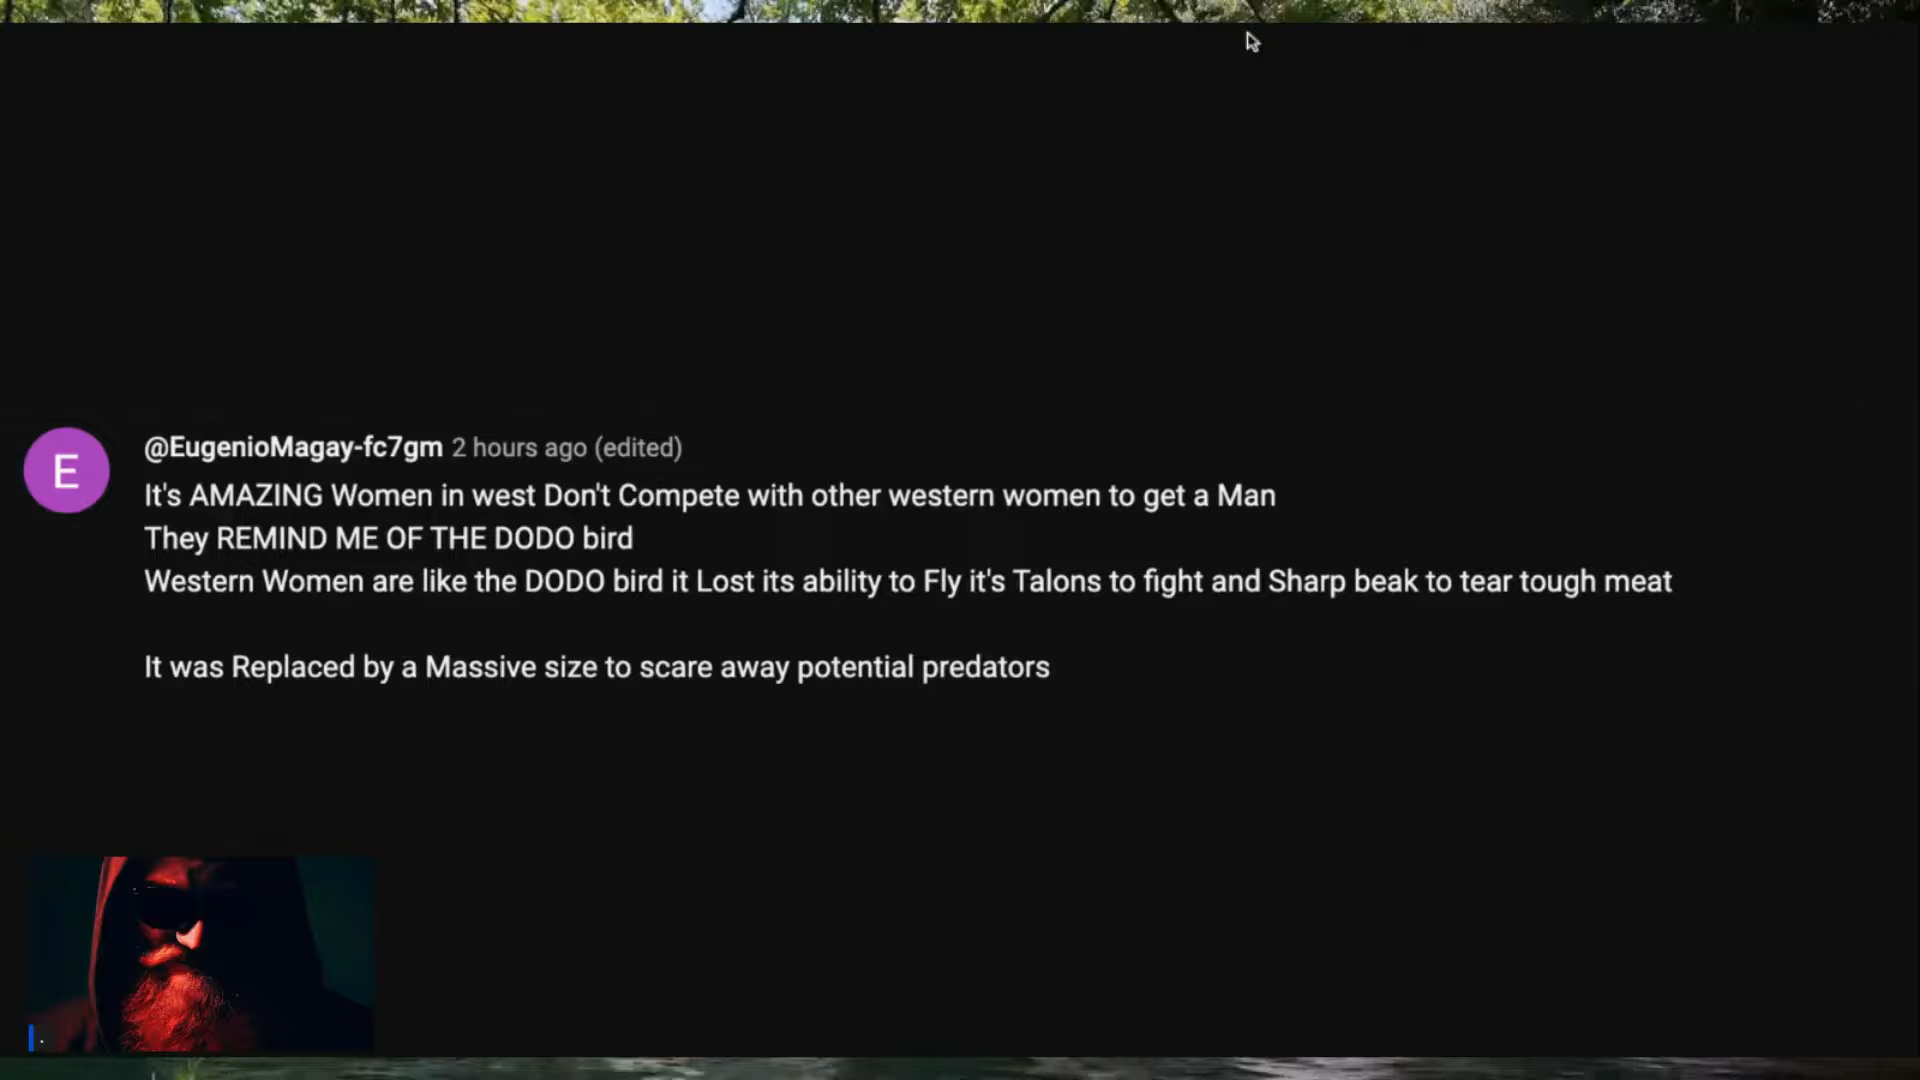 E
@EugenioMagay-fc7gm 2 hours ago (edited)
It's AMAZING Women in west Don't Compete with other western women to get a Man
They REMIND ME OF THE DODO bird
Western Women are like the DODO bird it Lost its ability to Fly it's Talons to fight and Sharp beak to tear tough meat
It was Replaced by a Massive size to scare away potential predators
.